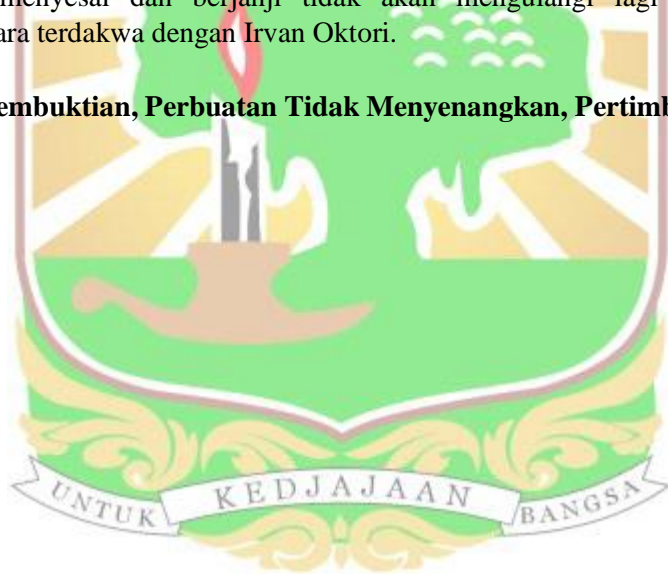 menyesal dan berjanji tidak akan mengulangi lagi
ara terdakwa dengan Irvan Oktori.
embuktian, Perbuatan Tidak Menyenangkan, Pertimb
UNTUK KEDJAJAAN BANGSA